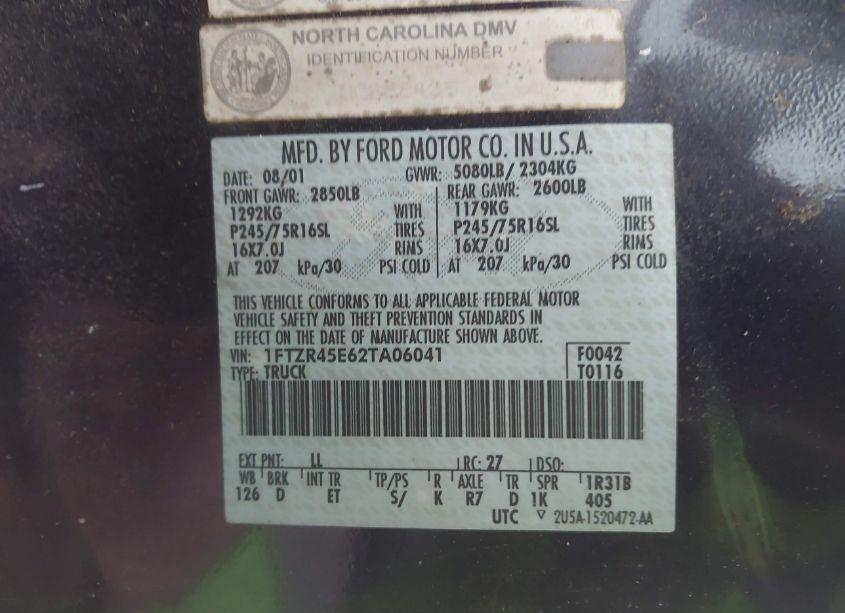 NORTH CAROLINA DMV
IDENTIFICATION NUMBER
MFD. BY FORD MOTOR CO. IN U.S.A.
DATE: 08/01 GVWR: 5080LB/ 2304KG
FRONT GAWR: 2850LB REAR GAWR: 2600LB
1292KG WITH 1179KG WITH
P245/75R16SL TIRES P245/75R16SL TIRES
16X7.0J RIMS 16X7.0J RIMS
AT 207 kPa/30 PSI COLD AT 207 kPa/30 PSI COLD
THIS VEHICLE CONFORMS TO ALL APPLICABLE FEDERAL MOTOR
VEHICLE SAFETY AND THEFT PREVENTION STANDARDS IN
EFFECT ON THE DATE OF MANUFACTURE SHOWN ABOVE.
VIN: 1FTZR45E62TA06041 F0042
TYPE: TRUCK T0116
EXT PNT: LL RC: 27 DSO:
WB BRK INT TR TP/PS R AXLE TR SPR 1R31B
126 D ET S/ K R7 D 1K 405
UTC ▽ 2U5A-1520472-AA